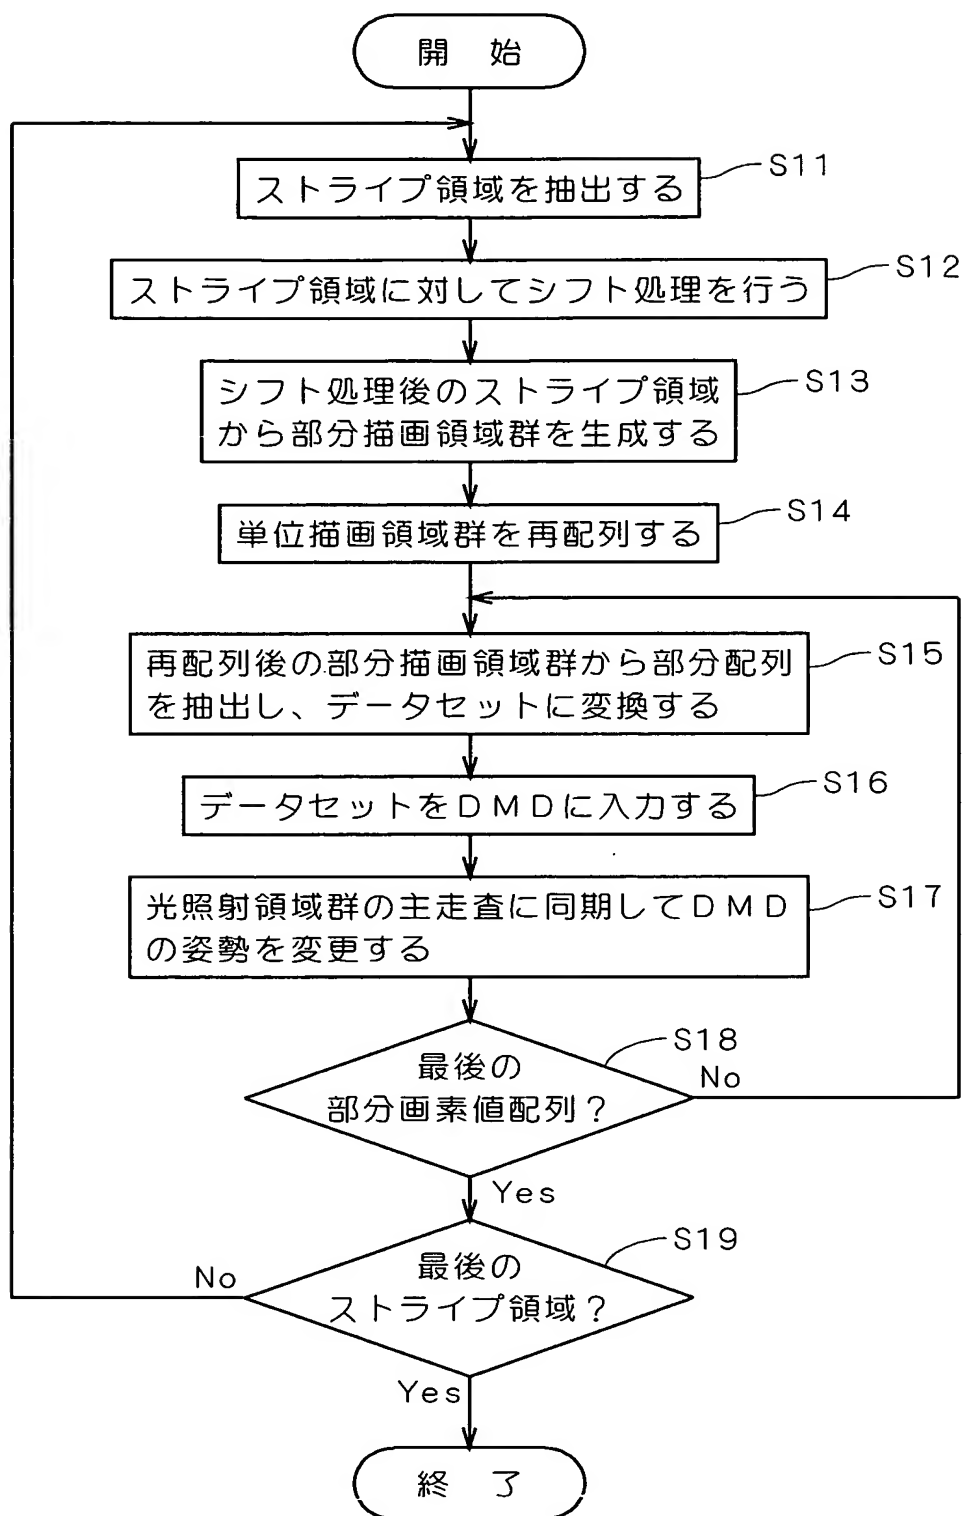 開 始
S11
ストライプ領域を抽出する
S12
ストライプ領域に対してシフト処理を行う
S13
シフト処理後のストライプ領域
から部分描画領域群を生成する
S14
単位描画領域群を再配列する
S15
再配列後の部分描画領域群から部分配列
を抽出し、データセットに変換する
S16
データセットをDMDに入力する
S17
光照射領域群の主走査に同期してDMD
の姿勢を変更する
S18
最後の
部分画素値配列?
No
Yes
S19
最後の
ストライプ領域?
No
Yes
終 了